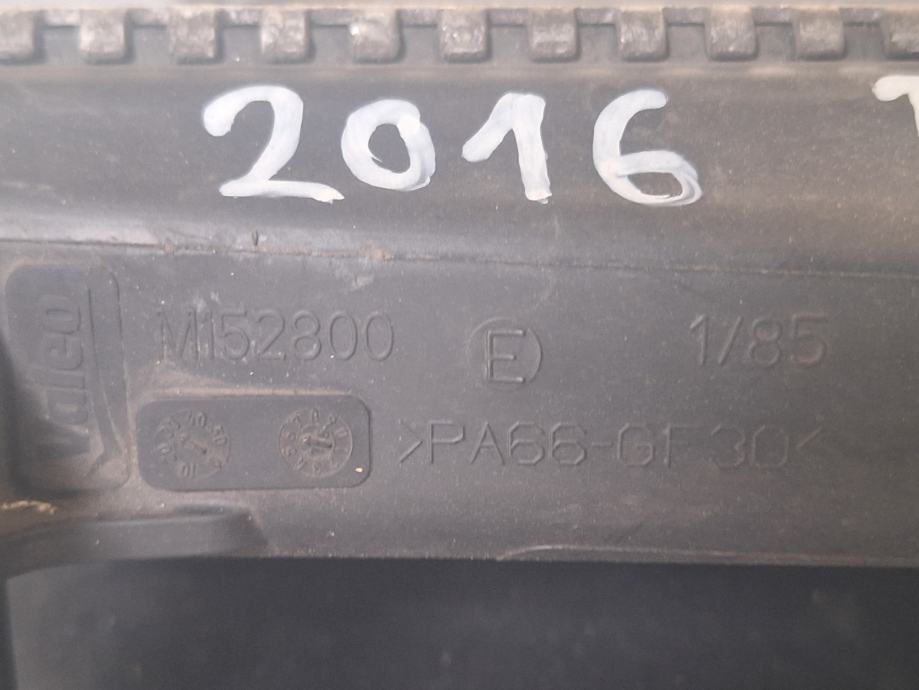 2016
valeo
M152800 E 1/85
>PA66-GF30<